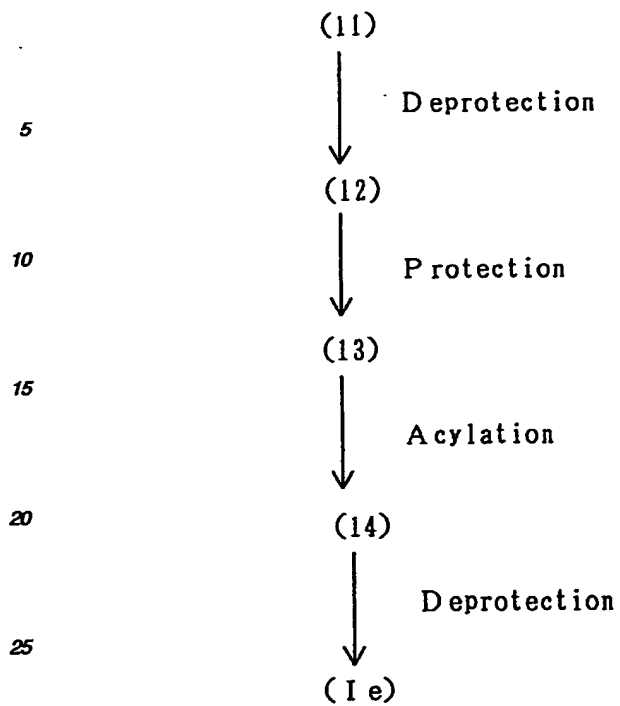 (11)
Deprotection
5
(12)
10
Protection
(13)
15
Acylation
20
(14)
Deprotection
25
(Ie)